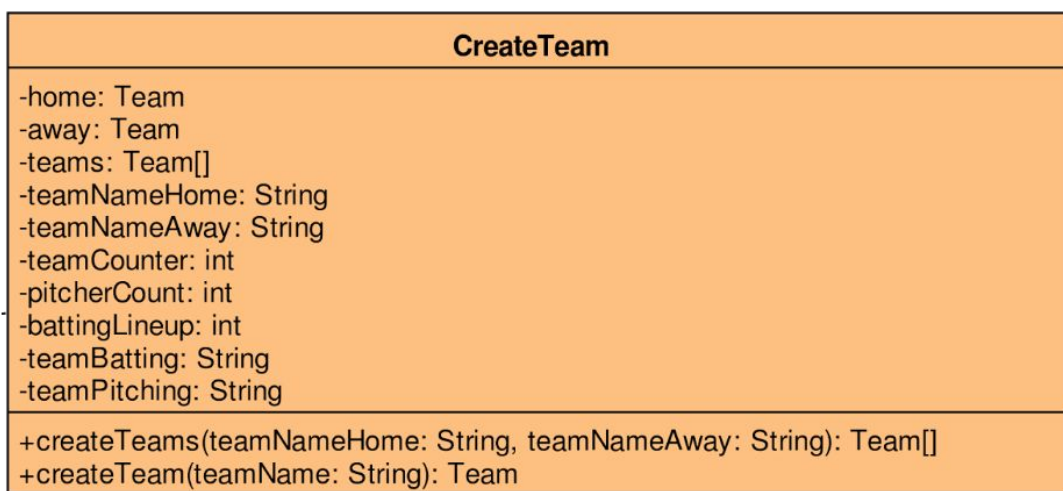 CreateTeam
-home: Team
-away: Team
-teams: Team[]
-teamNameHome: String
-teamNameAway: String
-teamCounter: int
-pitcherCount: int
-battingLineup: int
-teamBatting: String
-teamPitching: String
+createTeams(teamNameHome: String, teamNameAway: String): Team[]
+createTeam(teamName: String): Team